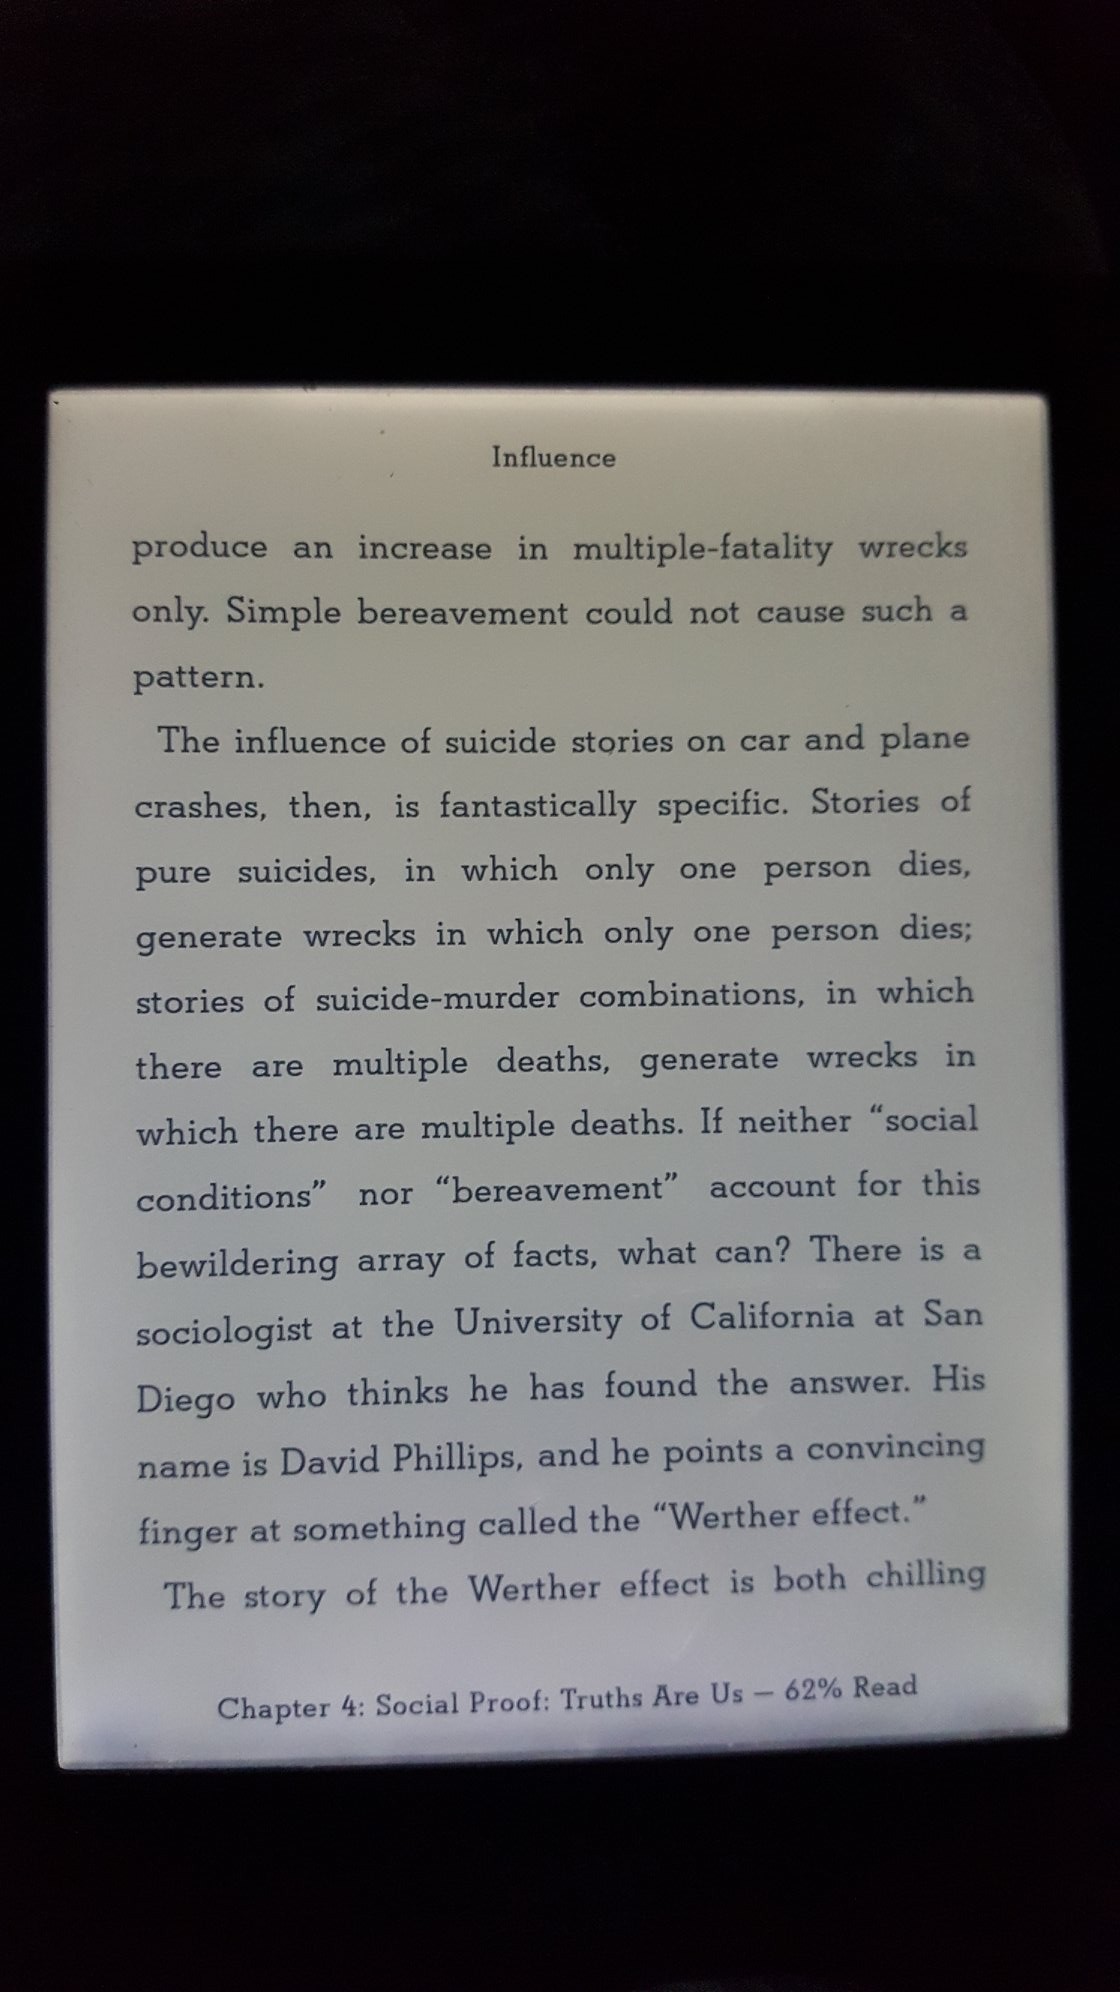 Influence
produce an increase in multiple-fatality wrecks
only. Simple bereavement could not cause such a
pattern.
The influence of suicide stories on car and plane
crashes, then, is fantastically specific. Stories of
pure suicides, in which only one person dies,
generate wrecks in which only one person dies;
stories of suicide-murder combinations, in which
there are multiple deaths, generate wrecks in
which there are multiple deaths. If neither “social
conditions” nor “bereavement” account for this
bewildering array of facts, what can? There is a
sociologist at the University of California at San
Diego who thinks he has found the answer. His
name is David Phillips, and he points a convincing
finger at something called the “Werther effect.”
The story of the Werther effect is both chilling
Chapter 4: Social Proof: Truths Are Us – 62% Read